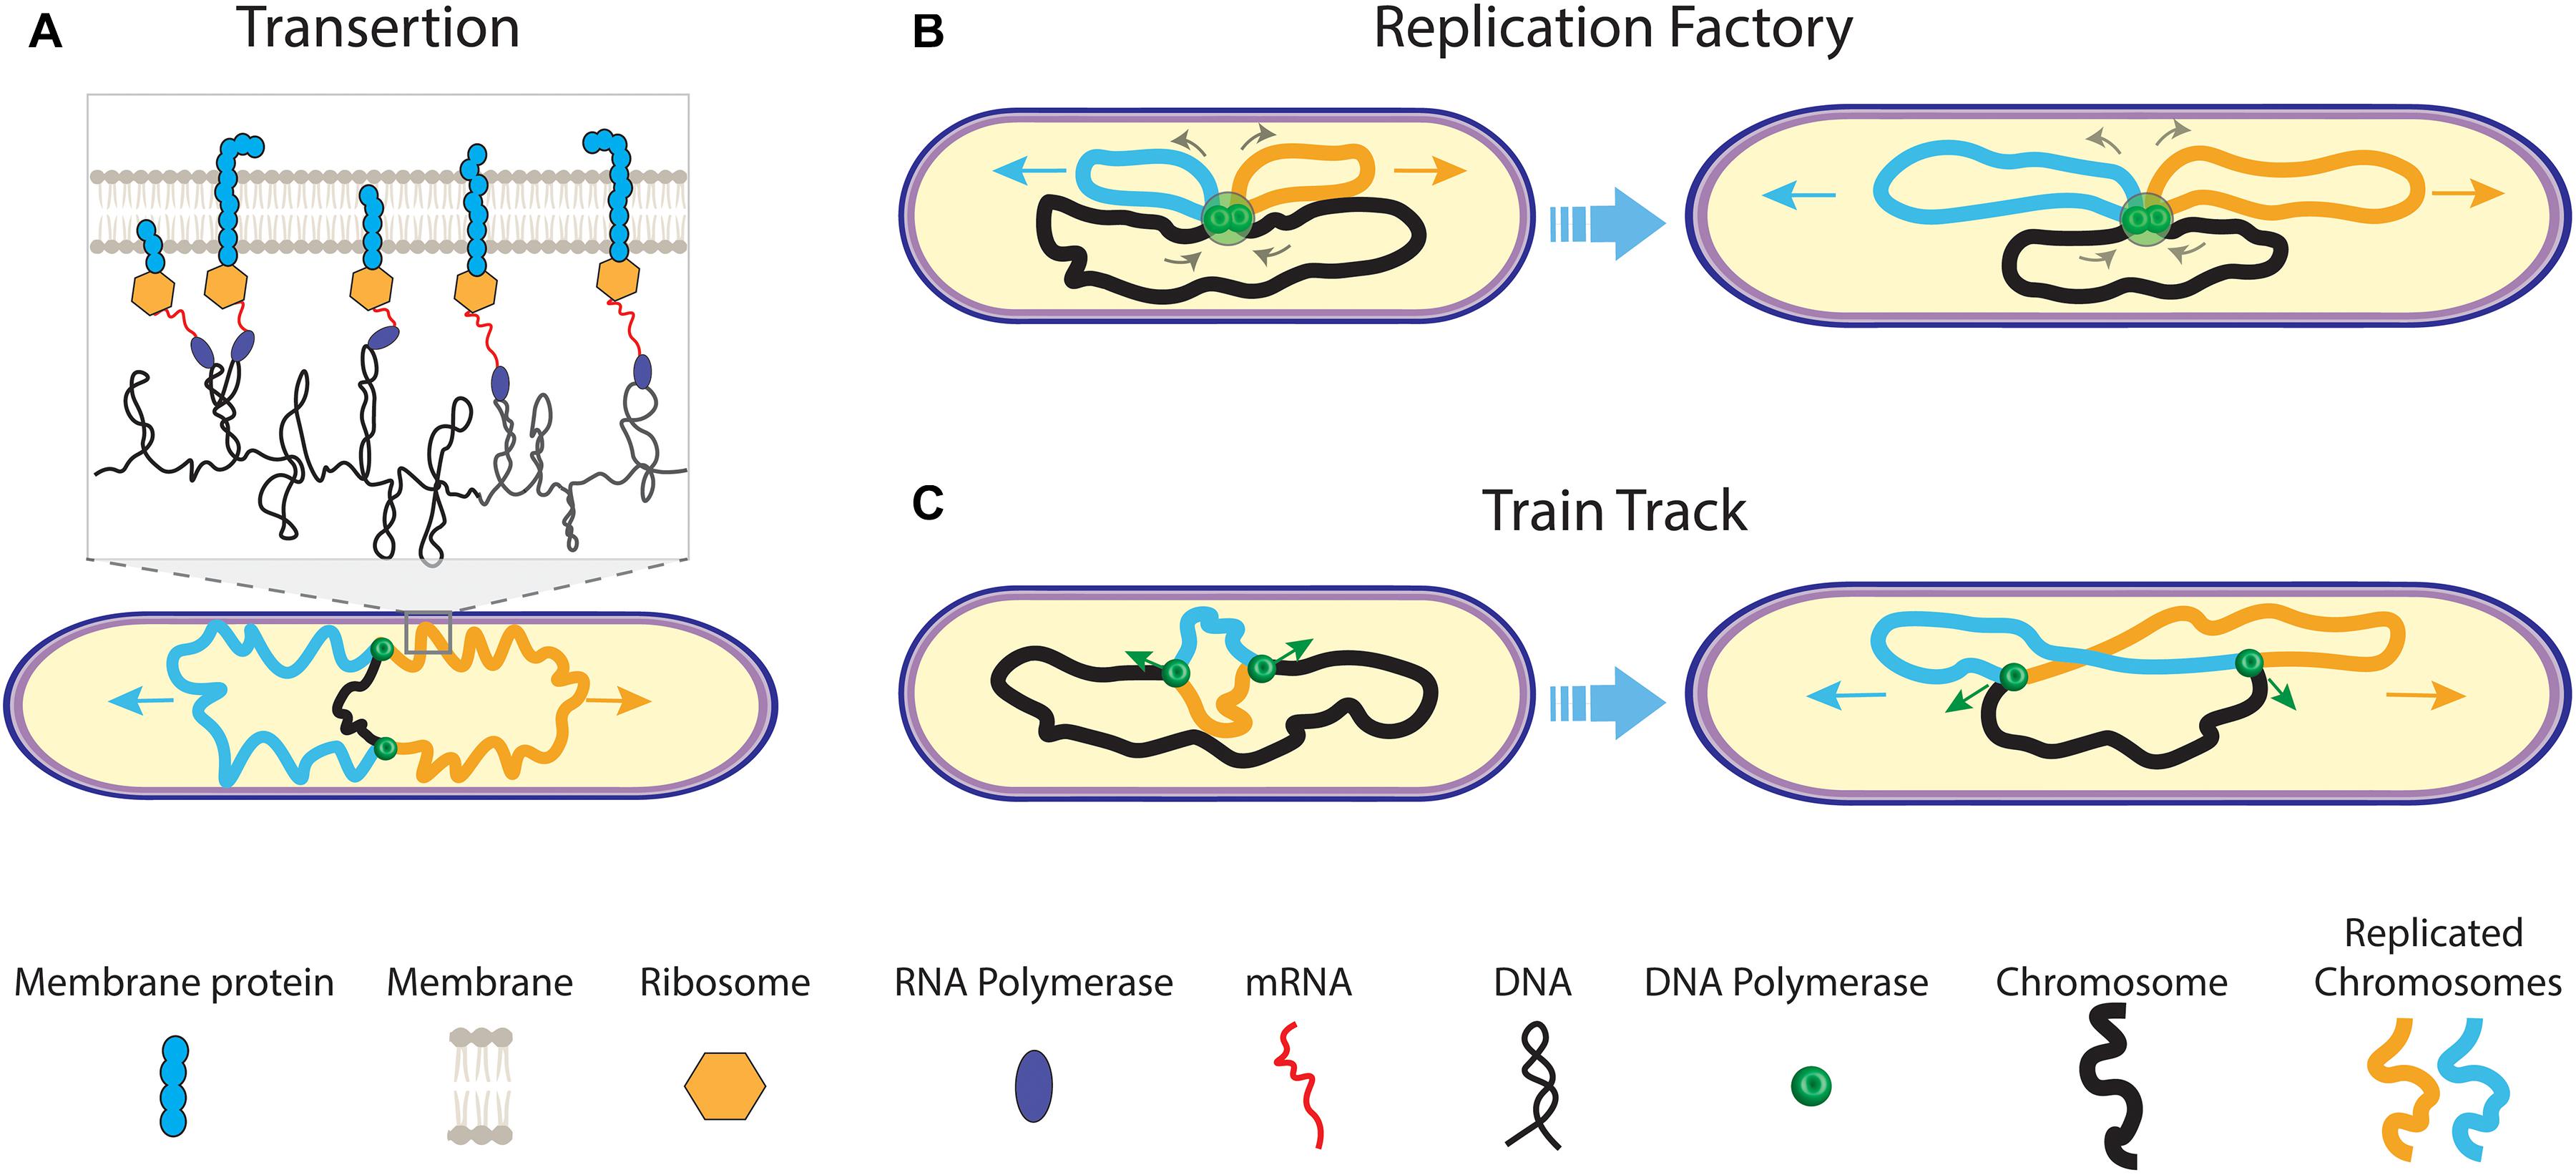 A
Transertion
B
Replication Factory
C
Train Track
Membrane protein
Membrane
Ribosome
RNA Polymerase
mRNA
DNA
DNA Polymerase
Chromosome
Replicated
Chromosomes